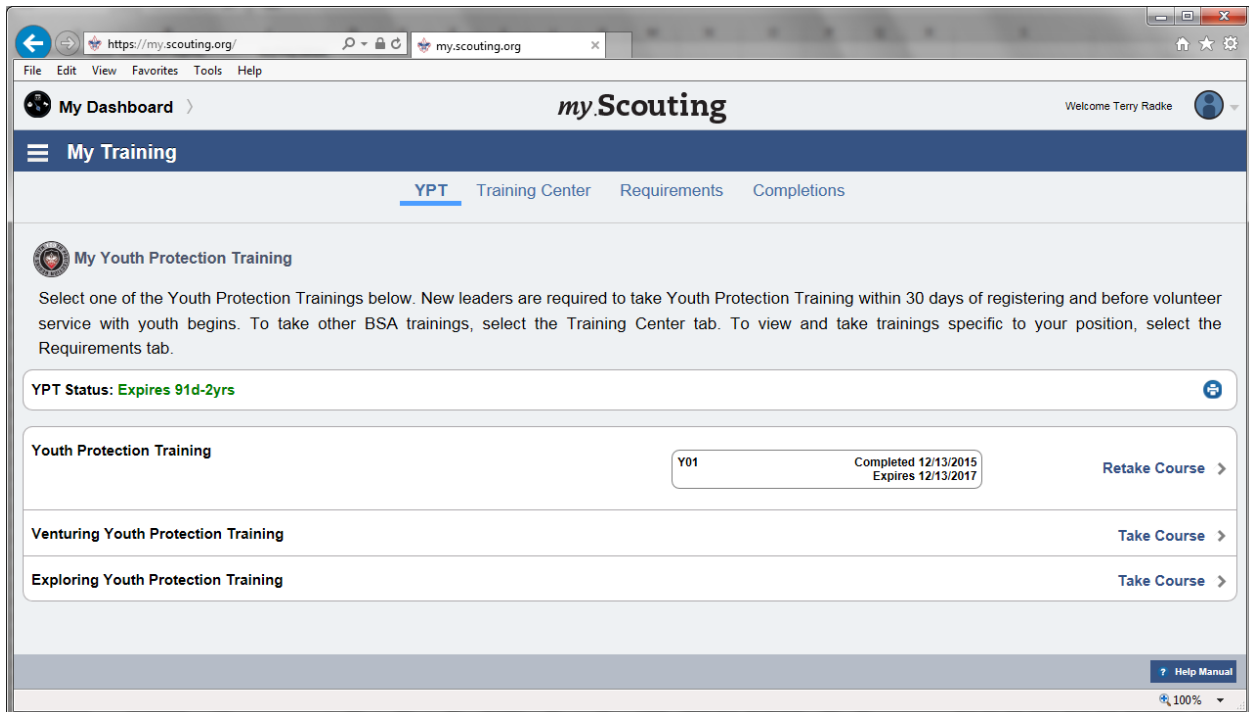 https://my.scouting.org/
my.scouting.org
File Edit View Favorites Tools Help
My Dashboard
my.Scouting
Welcome Terry Radke
My Training
YPT Training Center Requirements Completions
My Youth Protection Training
Select one of the Youth Protection Trainings below. New leaders are required to take Youth Protection Training within 30 days of registering and before volunteer
service with youth begins. To take other BSA trainings, select the Training Center tab. To view and take trainings specific to your position, select the
Requirements tab.
YPT Status: Expires 91d-2yrs
Youth Protection Training
Y01 Completed 12/13/2015
Expires 12/13/2017
Retake Course
Venturing Youth Protection Training Take Course
Exploring Youth Protection Training Take Course
? Help Manual
100%